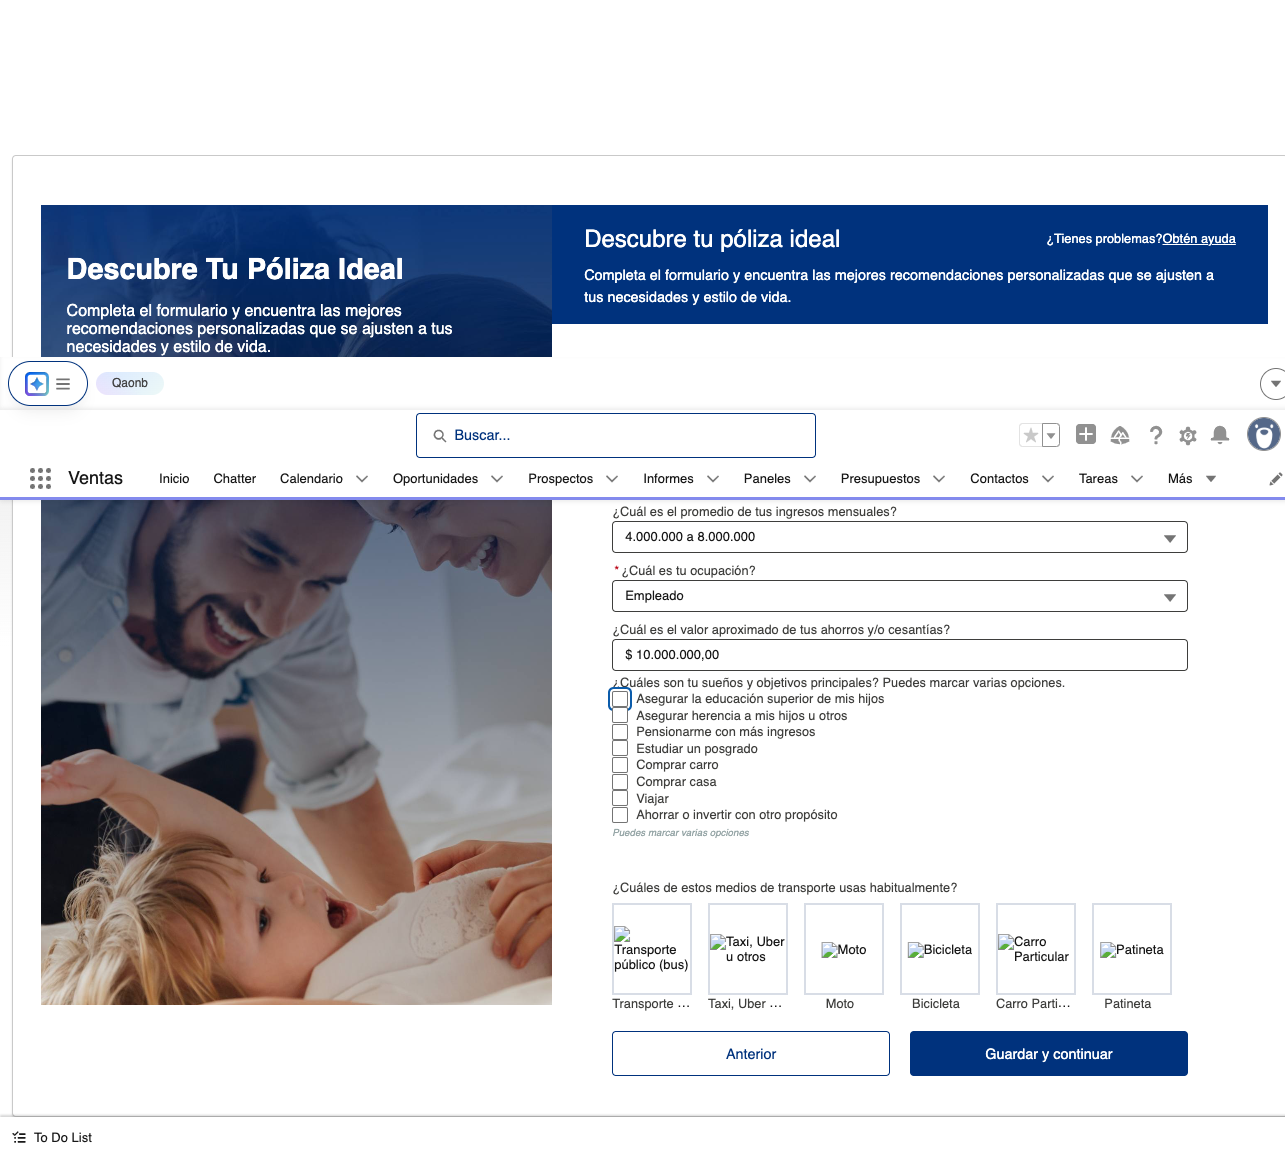 Descubre Tu Póliza Ideal
Completa el formulario y encuentra las mejores
recomendaciones personalizadas que se ajusten a tus
necesidades y estilo de vida.
Descubre tu póliza ideal
¿Tienes problemas?Obtén ayuda
Completa el formulario y encuentra las mejores recomendaciones personalizadas que se ajusten a
tus necesidades y estilo de vida.
Qaonb
Buscar...
Ventas
Inicio
Chatter
Calendario
Oportunidades
Prospectos
Informes
Paneles
Presupuestos
Contactos
Tareas
Más
¿Cuál es el promedio de tus ingresos mensuales?
4.000.000 a 8.000.000
* ¿Cuál es tu ocupación?
Empleado
¿Cuál es el valor aproximado de tus ahorros y/o cesantías?
$ 10.000.000,00
¿Cuáles son tu sueños y objetivos principales? Puedes marcar varias opciones.
Asegurar la educación superior de mis hijos
Asegurar herencia a mis hijos u otros
Pensionarme con más ingresos
Estudiar un posgrado
Comprar carro
Comprar casa
Viajar
Ahorrar o invertir con otro propósito
Puedes marcar varias opciones
¿Cuáles de estos medios de transporte usas habitualmente?
Transporte
público (bus)
Taxi, Uber
u otros
Moto
Bicicleta
Carro
Particular
Patineta
Transporte ...
Taxi, Uber ...
Moto
Bicicleta
Carro Parti...
Patineta
Anterior
Guardar y continuar
To Do List